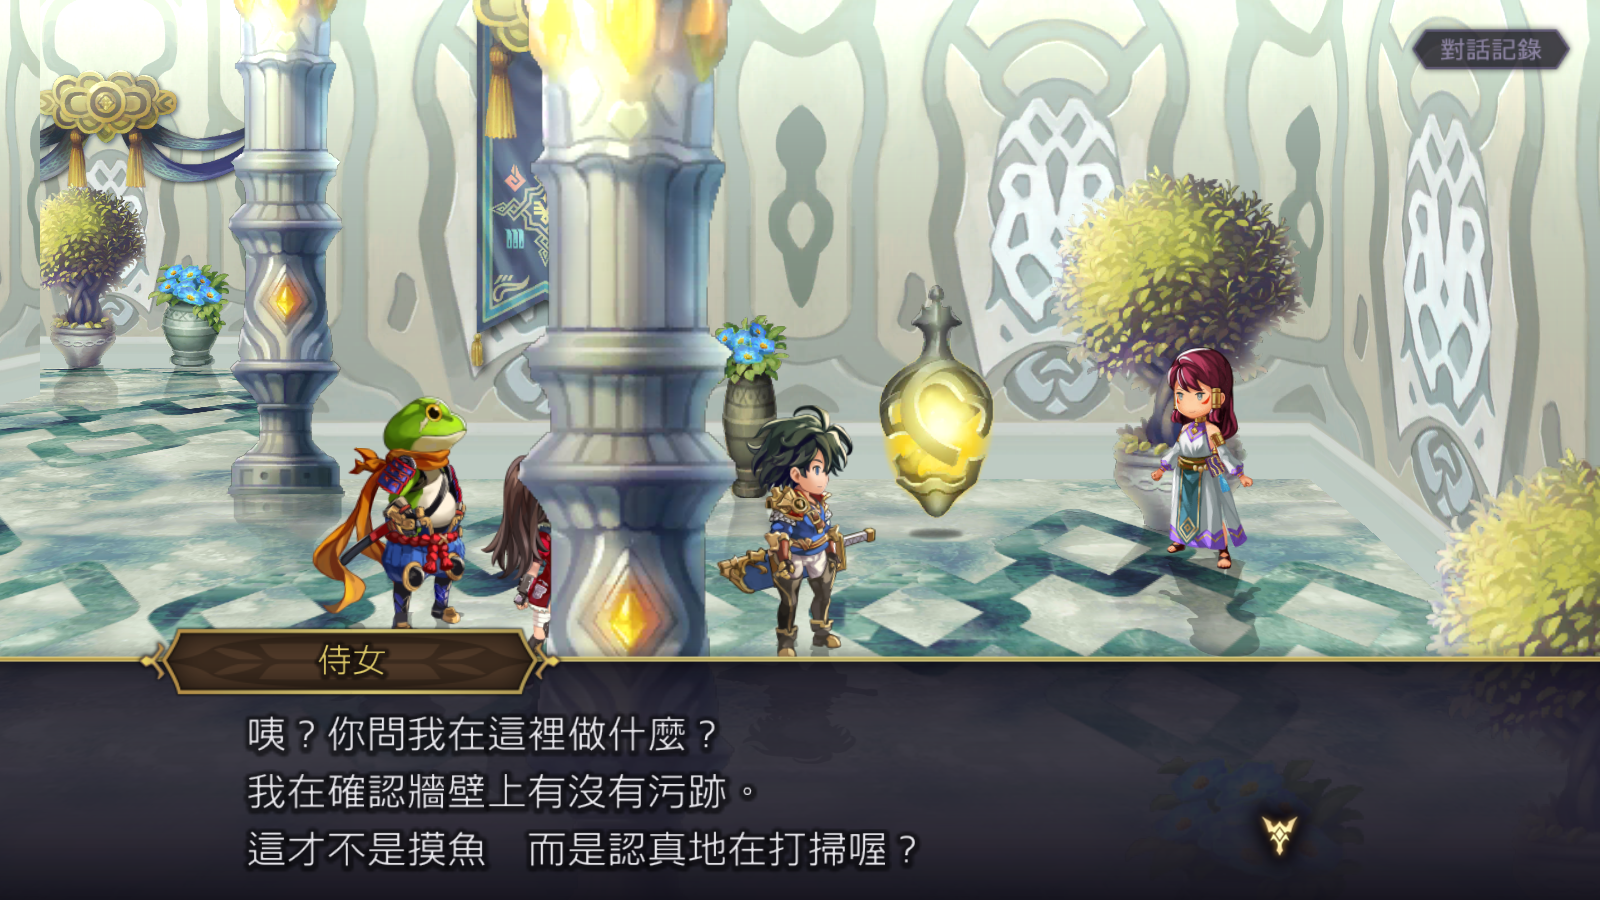 對話記錄
侍女
咦？你問我在這裡做什麼？
我在確認牆壁上有沒有污跡。
這才不是摸魚　而是認真地在打掃喔？